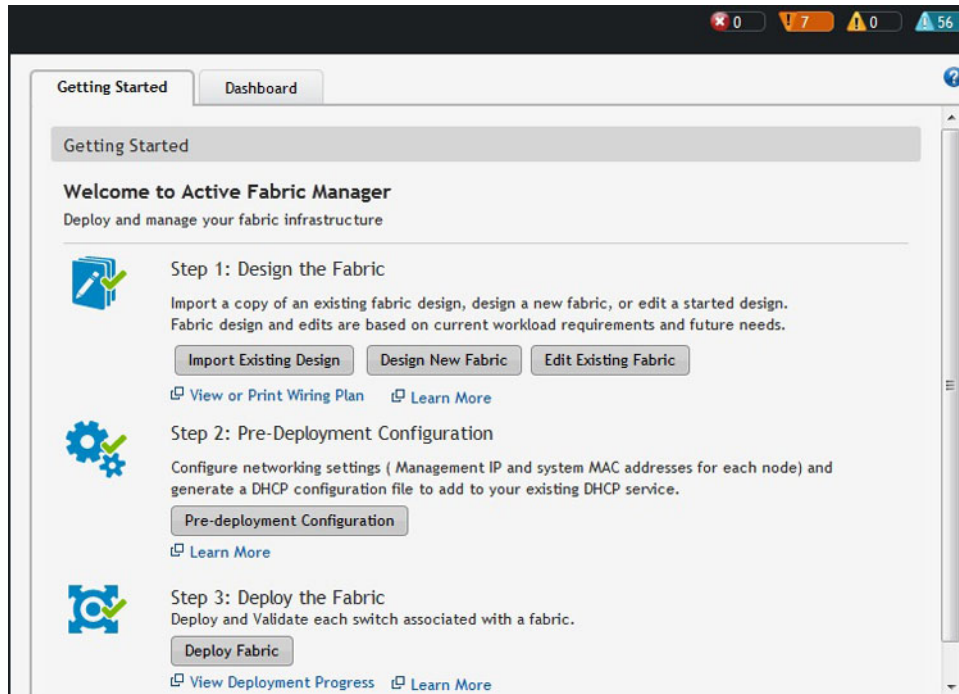 0 7 0 56
Getting Started Dashboard
Getting Started
Welcome to Active Fabric Manager
Deploy and manage your fabric infrastructure
Step 1: Design the Fabric
Import a copy of an existing fabric design, design a new fabric, or edit a started design.
Fabric design and edits are based on current workload requirements and future needs.
Import Existing Design Design New Fabric Edit Existing Fabric
View or Print Wiring Plan Learn More
Step 2: Pre-Deployment Configuration
Configure networking settings ( Management IP and system MAC addresses for each node) and
generate a DHCP configuration file to add to your existing DHCP service.
Pre-deployment Configuration
Learn More
Step 3: Deploy the Fabric
Deploy and Validate each switch associated with a fabric.
Deploy Fabric
View Deployment Progress Learn More